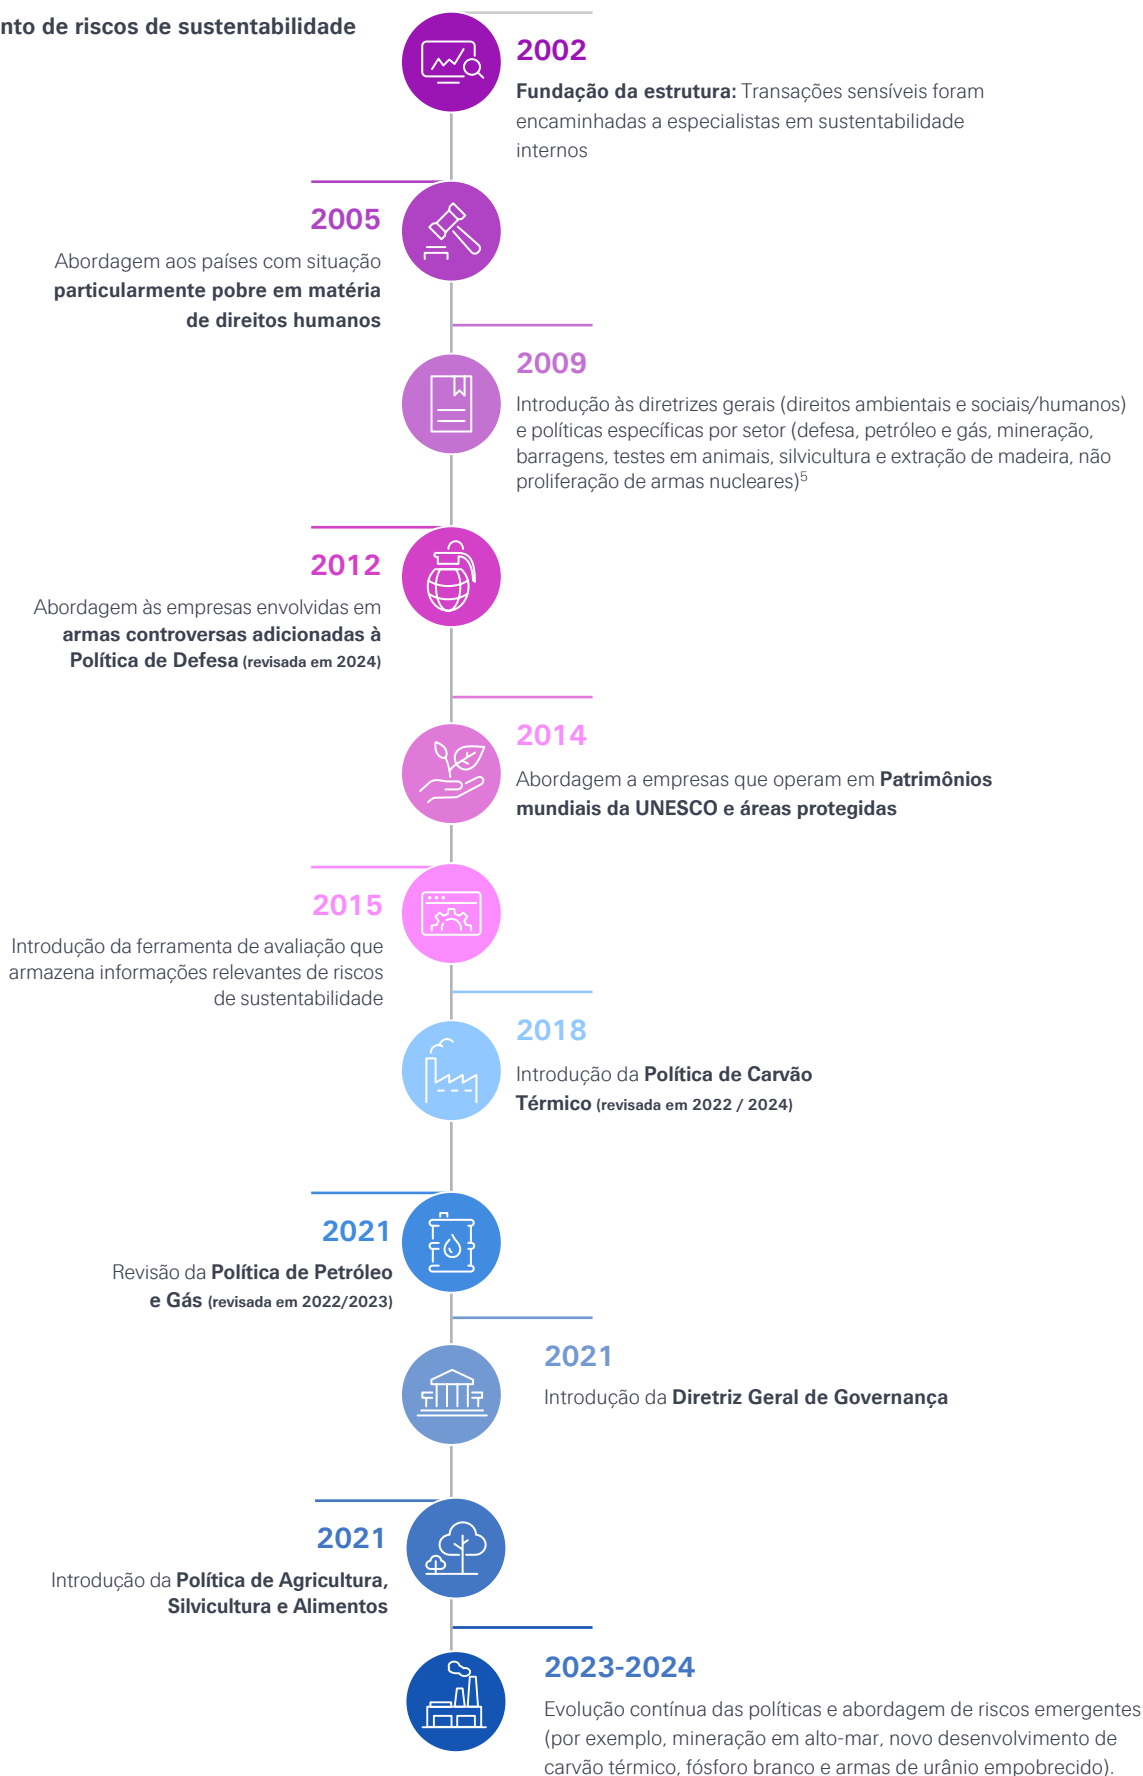 nto de riscos de sustentabilidade
2002
Fundação da estrutura: Transações sensíveis foram
encaminhadas a especialistas em sustentabilidade
internos
2005
Abordagem aos países com situação
particularmente pobre em matéria
de direitos humanos
2009
Introdução às diretrizes gerais (direitos ambientais e sociais/humanos)
e políticas específicas por setor (defesa, petróleo e gás, mineração,
barragens, testes em animais, silvicultura e extração de madeira, não
proliferação de armas nucleares)5
2012
Abordagem às empresas envolvidas em
armas controversas adicionadas à
Política de Defesa (revisada em 2024)
2014
Abordagem a empresas que operam em Patrimônios
mundiais da UNESCO e áreas protegidas
2015
Introdução da ferramenta de avaliação que
armazena informações relevantes de riscos
de sustentabilidade
2018
Introdução da Política de Carvão
Térmico (revisada em 2022 / 2024)
2021
Revisão da Política de Petróleo
e Gás (revisada em 2022/2023)
2021
Introdução da Diretriz Geral de Governança
2021
Introdução da Política de Agricultura,
Silvicultura e Alimentos
2023-2024
Evolução contínua das políticas e abordagem de riscos emergentes
(por exemplo, mineração em alto-mar, novo desenvolvimento de
carvão térmico, fósforo branco e armas de urânio empobrecido).